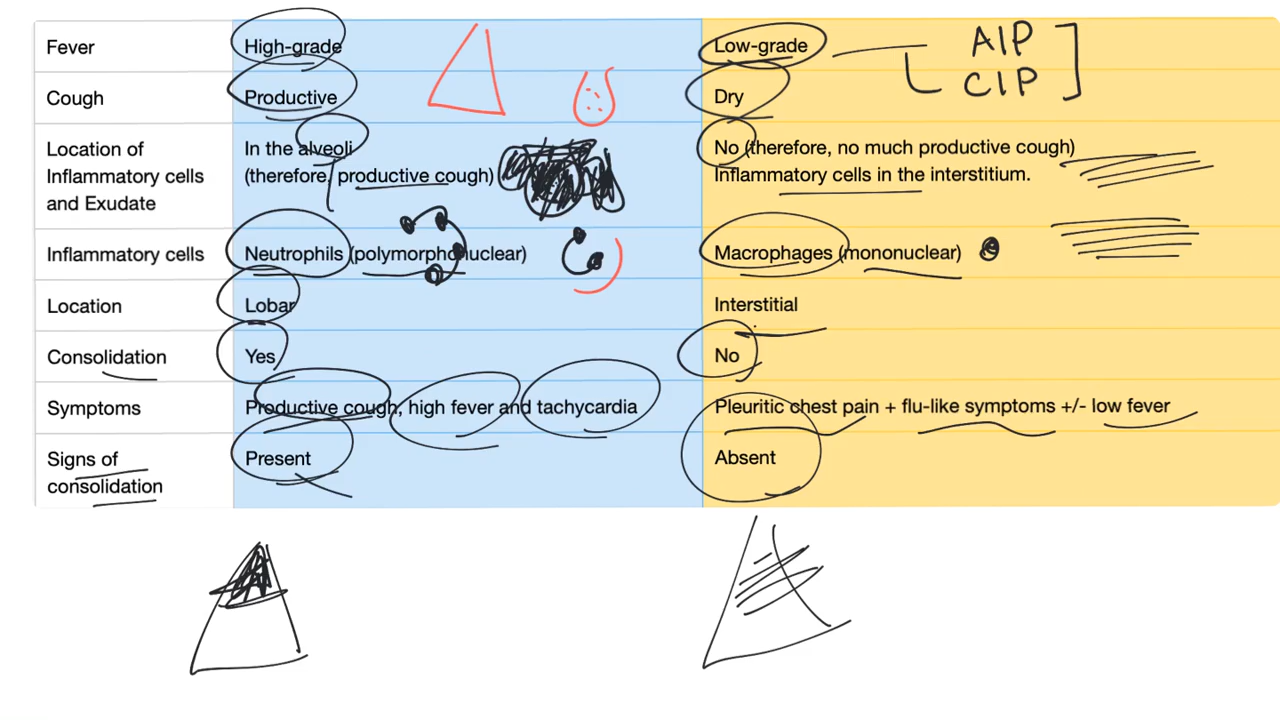 Fever High-grade Low-grade AIP
CIP
Cough Productive Dry
Location of Inflammatory cells and Exudate
In the alveoli
(therefore, productive cough)
No (therefore, no much productive cough)
Inflammatory cells in the interstitium.
Inflammatory cells Neutrophils (polymorphonuclear) Macrophages (mononuclear)
Location Lobar Interstitial
Consolidation Yes No
Symptoms Productive cough, high fever and tachycardia Pleuritic chest pain + flu-like symptoms +/- low fever
Signs of consolidation Present Absent